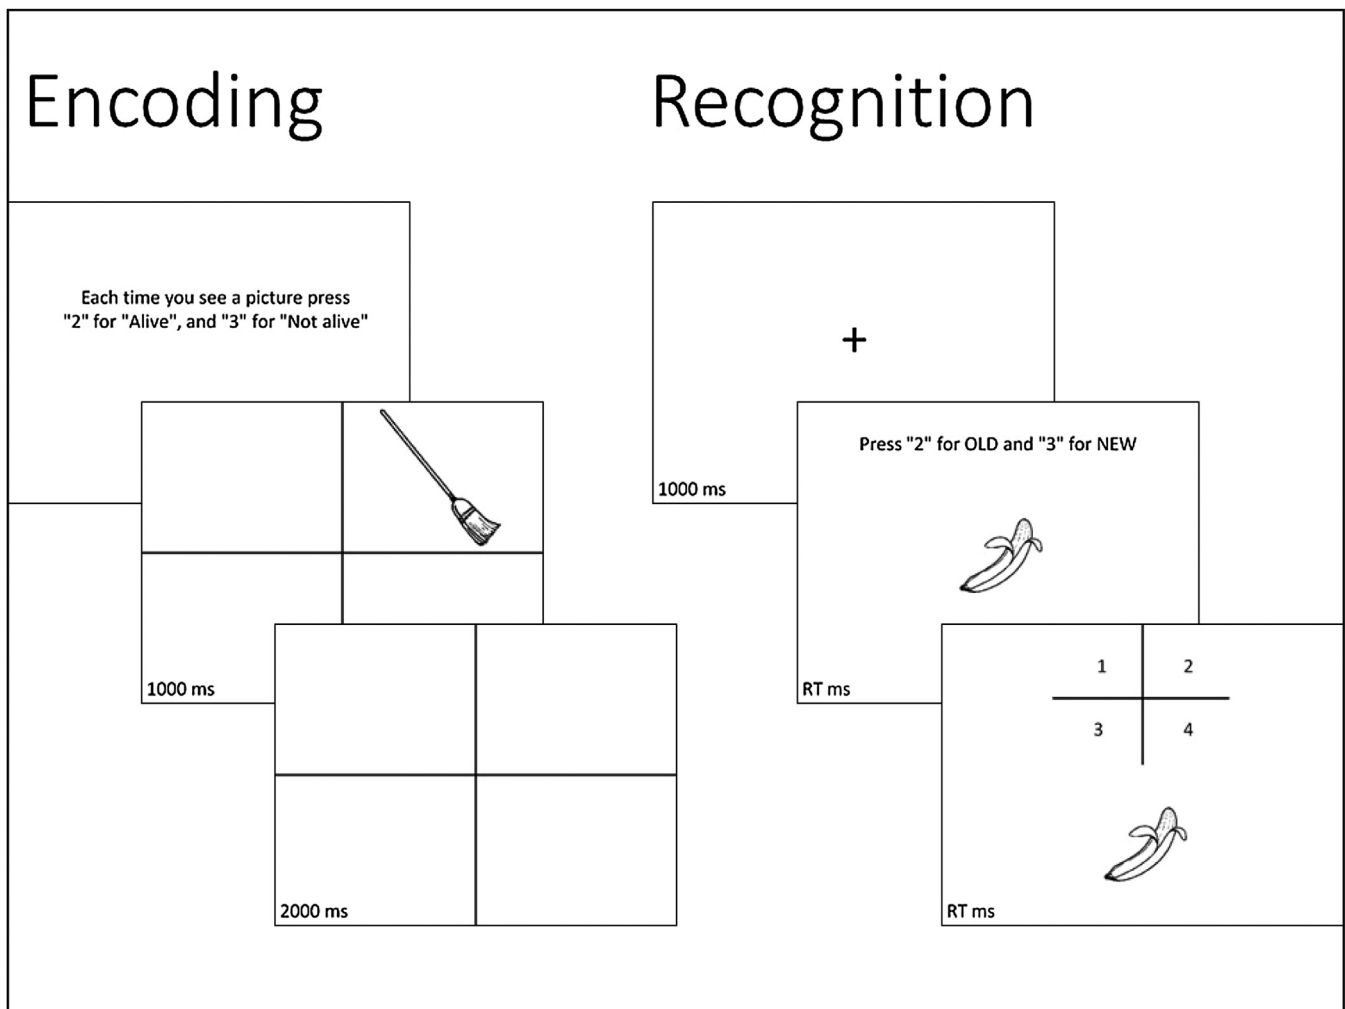 Encoding
Each time you see a picture press
"2" for "Alive", and "3" for "Not alive"
1000 ms
2000 ms
Recognition
+
1000 ms
Press "2" for OLD and "3" for NEW
RT ms
1 2
3 4
RT ms